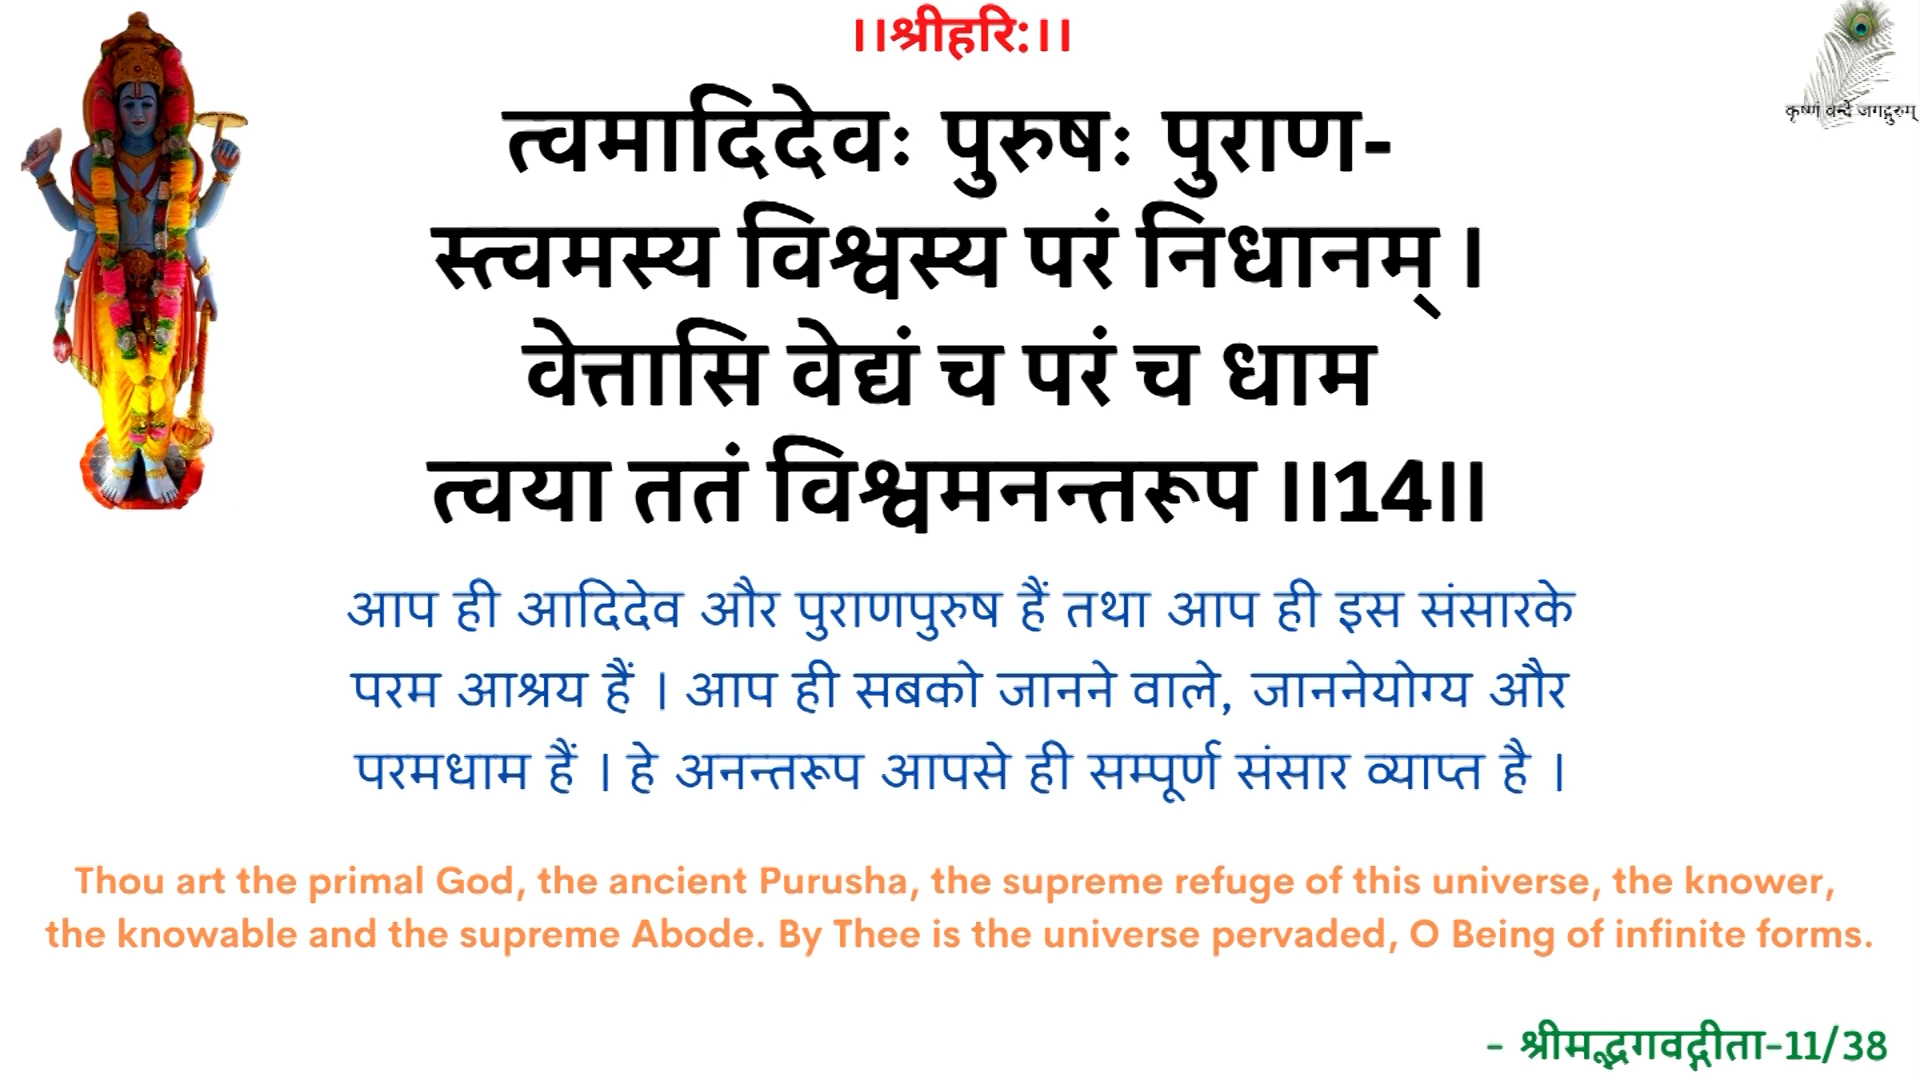 ।।श्रीहरि:।।
कृष्णं वन्दे जगद्गुरुम्
त्वमादिदेवः पुरुषः पुराण-
स्त्वमस्य विश्वस्य परं निधानम् ।
वेत्तासि वेद्यं च परं च धाम
त्वया ततं विश्वमनन्तरूप ।।14।।
आप ही आदिदेव और पुराणपुरुष हैं तथा आप ही इस संसारके
परम आश्रय हैं । आप ही सबको जानने वाले, जाननेयोग्य और
परमधाम हैं । हे अनन्तरूप आपसे ही सम्पूर्ण संसार व्याप्त है ।
Thou art the primal God, the ancient Purusha, the supreme refuge of this universe, the knower,
the knowable and the supreme Abode. By Thee is the universe pervaded, O Being of infinite forms.
- श्रीमद्भगवद्गीता-11/38